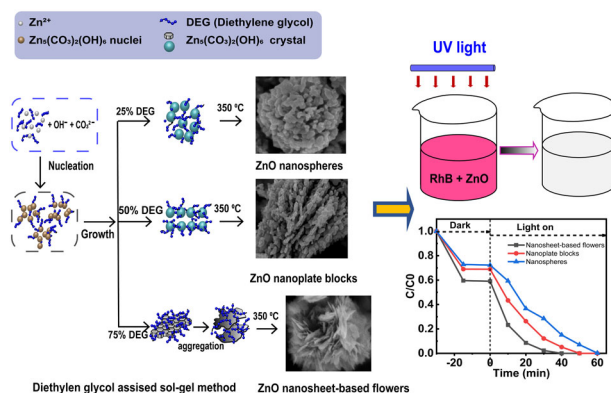 Zn²⁺
DEG (Diethylene glycol)
Zn₅(CO₃)₂(OH)₆ nuclei
Zn₅(CO₃)₂(OH)₆ crystal
+ OH⁻ + CO₃²⁻
Nucleation
Growth
25% DEG
350 ºC
ZnO nanospheres
50% DEG
350 ºC
ZnO nanoplate blocks
75% DEG
aggregation
350 ºC
Diethylen glycol assised sol-gel method
ZnO nanosheet-based flowers
UV light
RhB + ZnO
Dark
Light on
Nanosheet-based flowers
Nanoplate blocks
Nanospheres
C/C0
1.0
0.8
0.6
0.4
0.2
0.0
-20
0
20
40
60
Time (min)